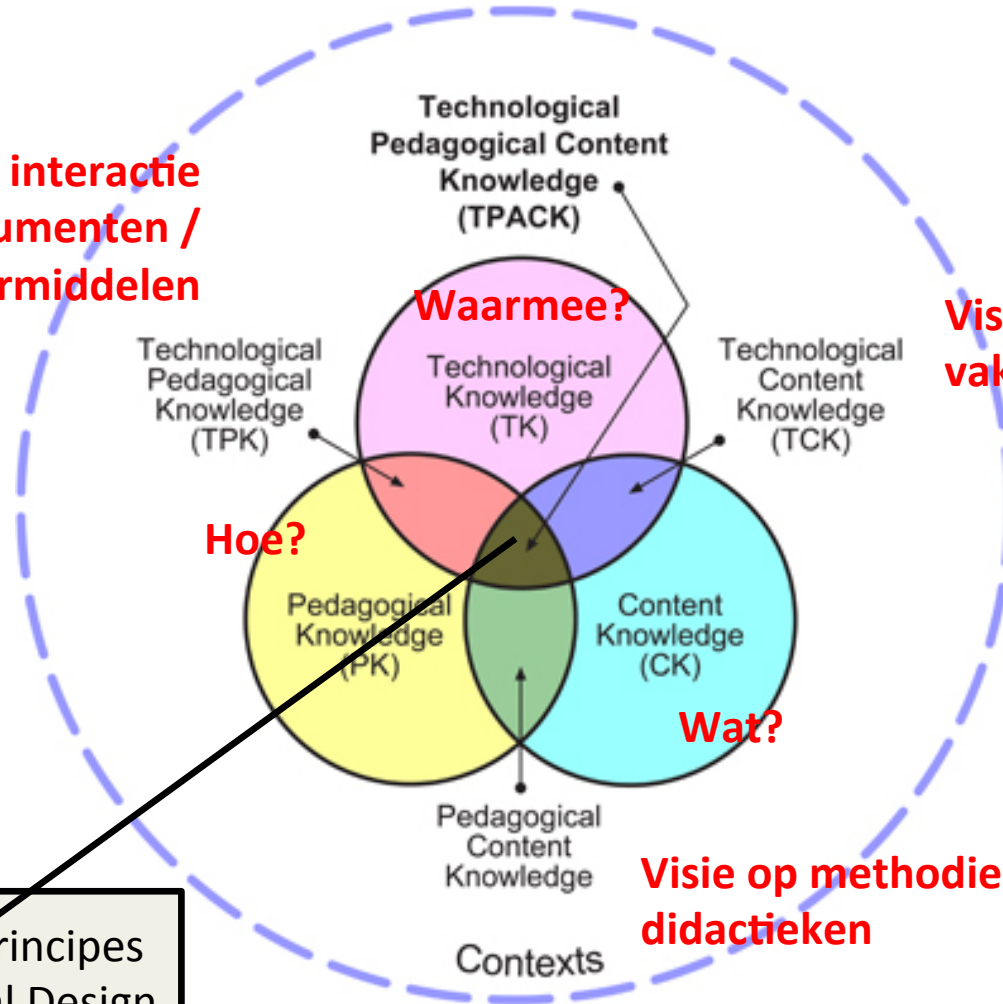 Technological
Pedagogical Content
Knowledge
(TPACK)
interactie
umenten /
rmiddelen
Waarmee?
Vis
vak
Technological
Pedagogical
Knowledge
(TPK)
Technological
Knowledge
(TK)
Technological
Content
Knowledge
(TCK)
Hoe?
Pedagogical
Knowledge
(PK)
Content
Knowledge
(CK)
Wat?
Pedagogical
Content
Knowledge
Visie op methodie
didactieken
Contexts
rincipes
l Design